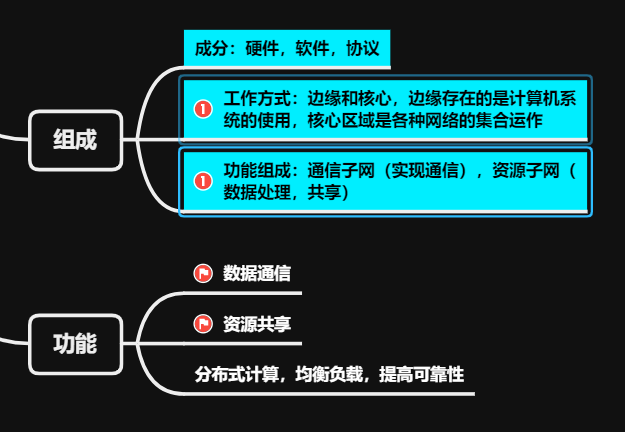 成分：硬件，软件，协议
工作方式：边缘和核心，边缘存在的是计算机系
统的使用，核心区域是各种网络的集合运作
组成
功能组成：通信子网（实现通信），资源子网（
数据处理，共享）
数据通信
资源共享
功能
分布式计算，均衡负载，提高可靠性